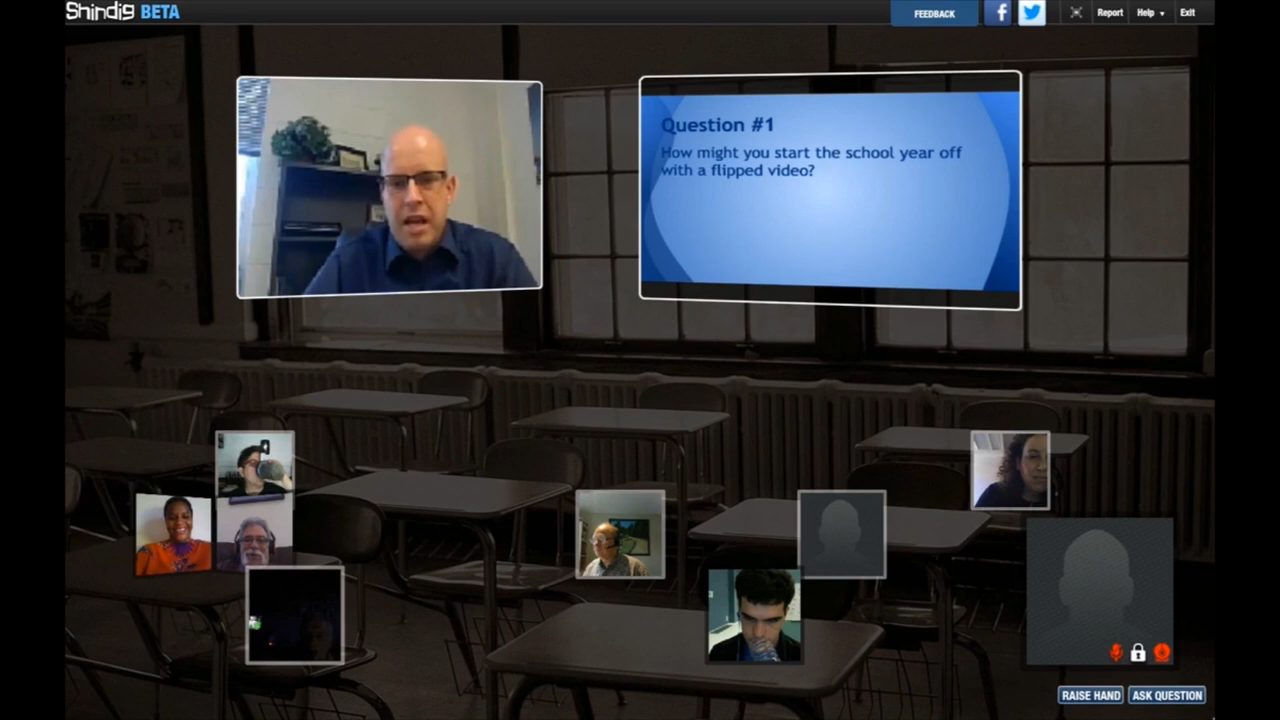 Shindig BETA
FEEDBACK
Report
Help
Exit
Question #1
How might you start the school year off
with a flipped video?
RAISE HAND
ASK QUESTION